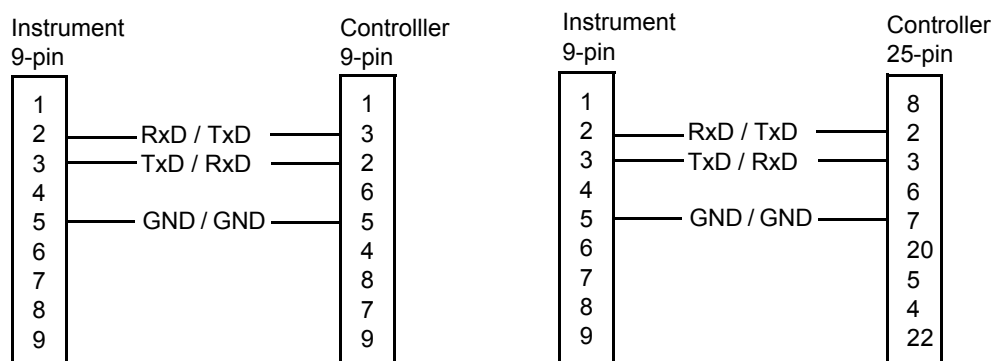 Instrument
9-pin
Controlller
9-pin
1 1
2 RxD / TxD 3
3 TxD / RxD 2
4 6
5 GND / GND 5
6 4
7 8
8 7
9 9
Instrument
9-pin
Controller
25-pin
1 8
2 RxD / TxD 2
3 TxD / RxD 3
4 6
5 GND / GND 7
6 20
7 5
8 4
9 22